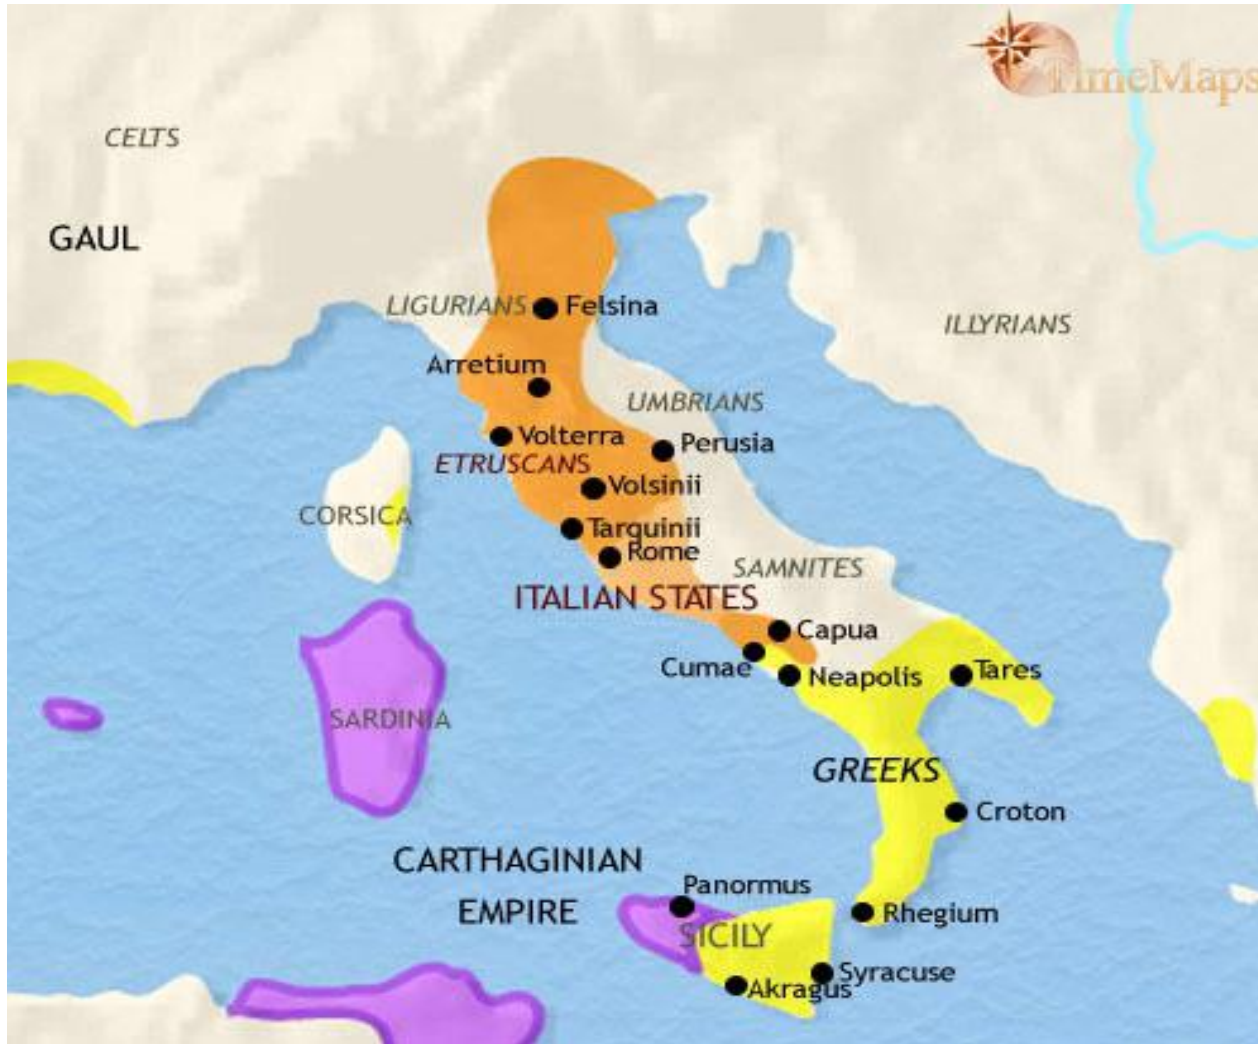 TimeMaps
CELTS
GAUL
LIGURIANS
Felsina
ILLYRIANS
Arretium
UMBRIANS
Volterra
Perusia
ETRUSCANS
Volsinii
CORSICA
Tarquinii
Rome
SAMNITES
ITALIAN STATES
Capua
Cumae
Neapolis
Tares
SARDINIA
GREEKS
Croton
CARTHAGINIAN
EMPIRE
Panormus
Rhegium
SICILY
Syracuse
Akragus